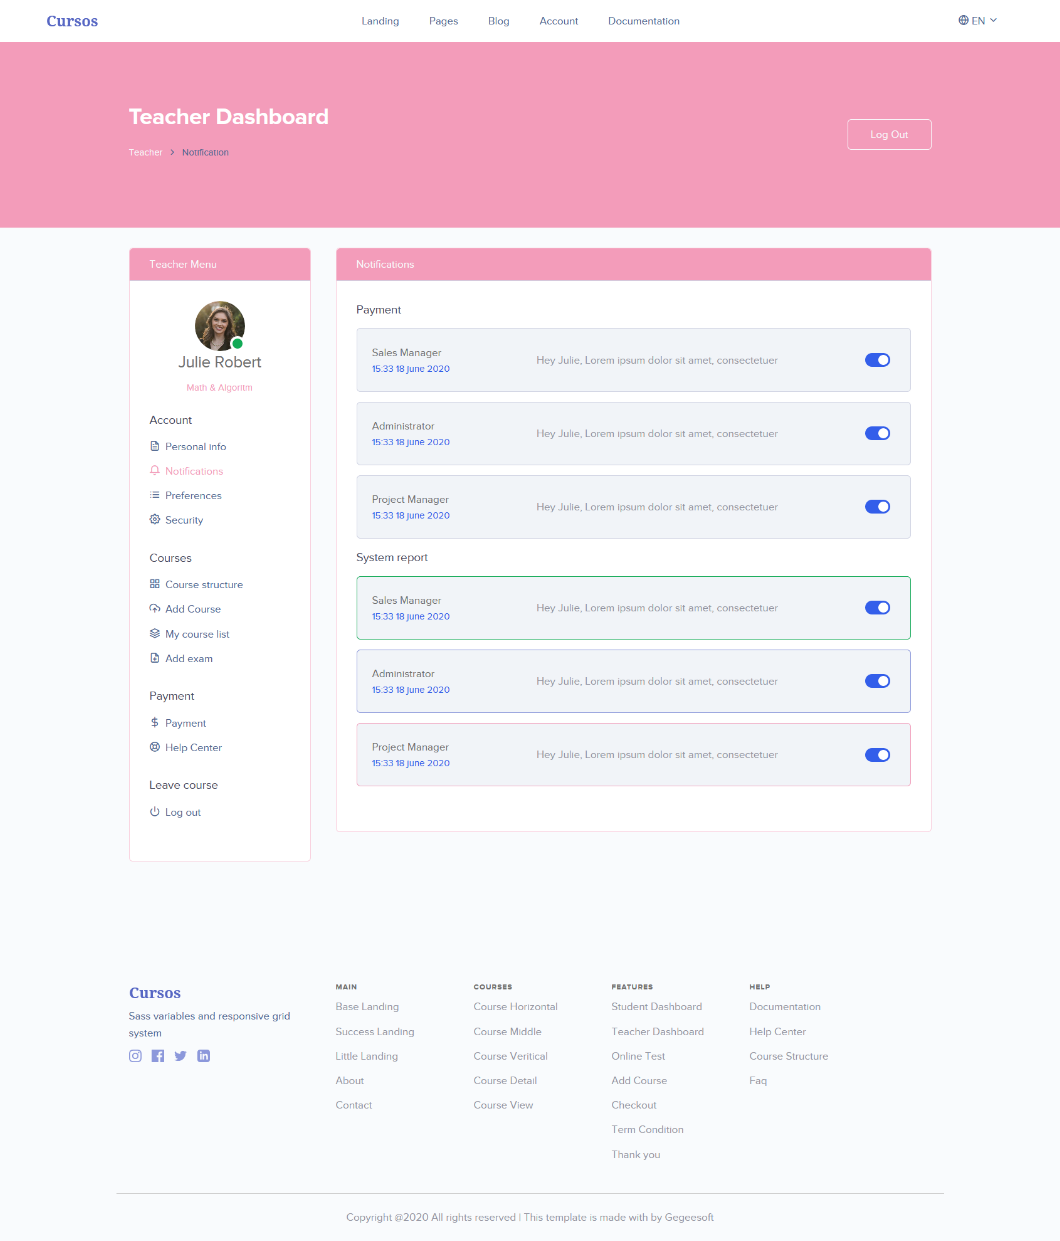 Cursos
Landing Pages Blog Account Documentation
EN
Teacher Dashboard
Teacher > Notification
Log Out
Teacher Menu
Julie Robert
Math & Algoritm
Account
Personal info
Notifications
Preferences
Security
Courses
Course structure
Add Course
My course list
Add exam
Payment
Payment
Help Center
Leave course
Log out
Notifications
Payment
Sales Manager
15:33 18 june 2020
Hey Julie, Lorem ipsum dolor sit amet, consectetuer
Administrator
15:33 18 june 2020
Hey Julie, Lorem ipsum dolor sit amet, consectetuer
Project Manager
15:33 18 june 2020
Hey Julie, Lorem ipsum dolor sit amet, consectetuer
System report
Sales Manager
15:33 18 june 2020
Hey Julie, Lorem ipsum dolor sit amet, consectetuer
Administrator
15:33 18 june 2020
Hey Julie, Lorem ipsum dolor sit amet, consectetuer
Project Manager
15:33 18 june 2020
Hey Julie, Lorem ipsum dolor sit amet, consectetuer
Cursos
Sass variables and responsive grid
system
MAIN
Base Landing
Success Landing
Little Landing
About
Contact
COURSES
Course Horizontal
Course Middle
Course Veritical
Course Detail
Course View
FEATURES
Student Dashboard
Teacher Dashboard
Online Test
Add Course
Checkout
Term Condition
Thank you
HELP
Documentation
Help Center
Course Structure
Faq
Copyright @2020 All rights reserved | This template is made with by Gegeesoft